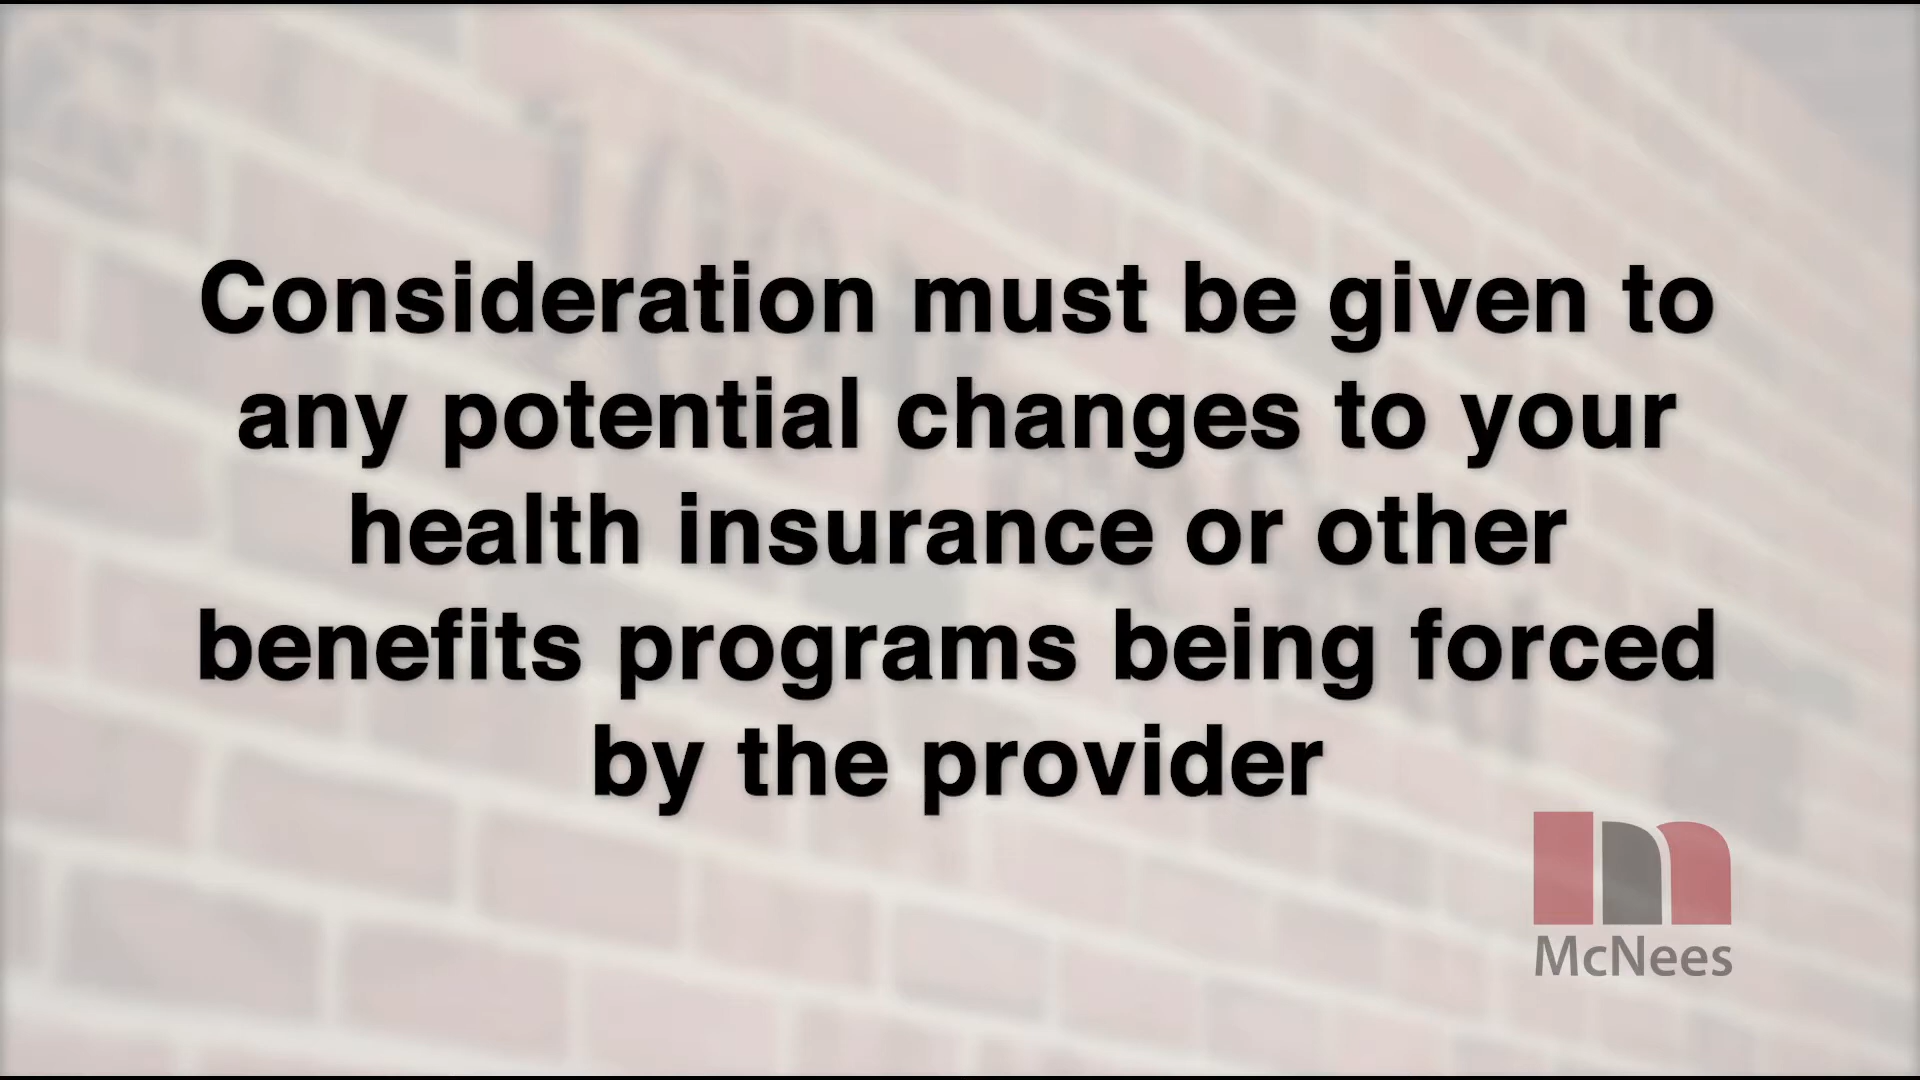 Consideration must be given to
any potential changes to your
health insurance or other
benefits programs being forced
by the provider
McNees